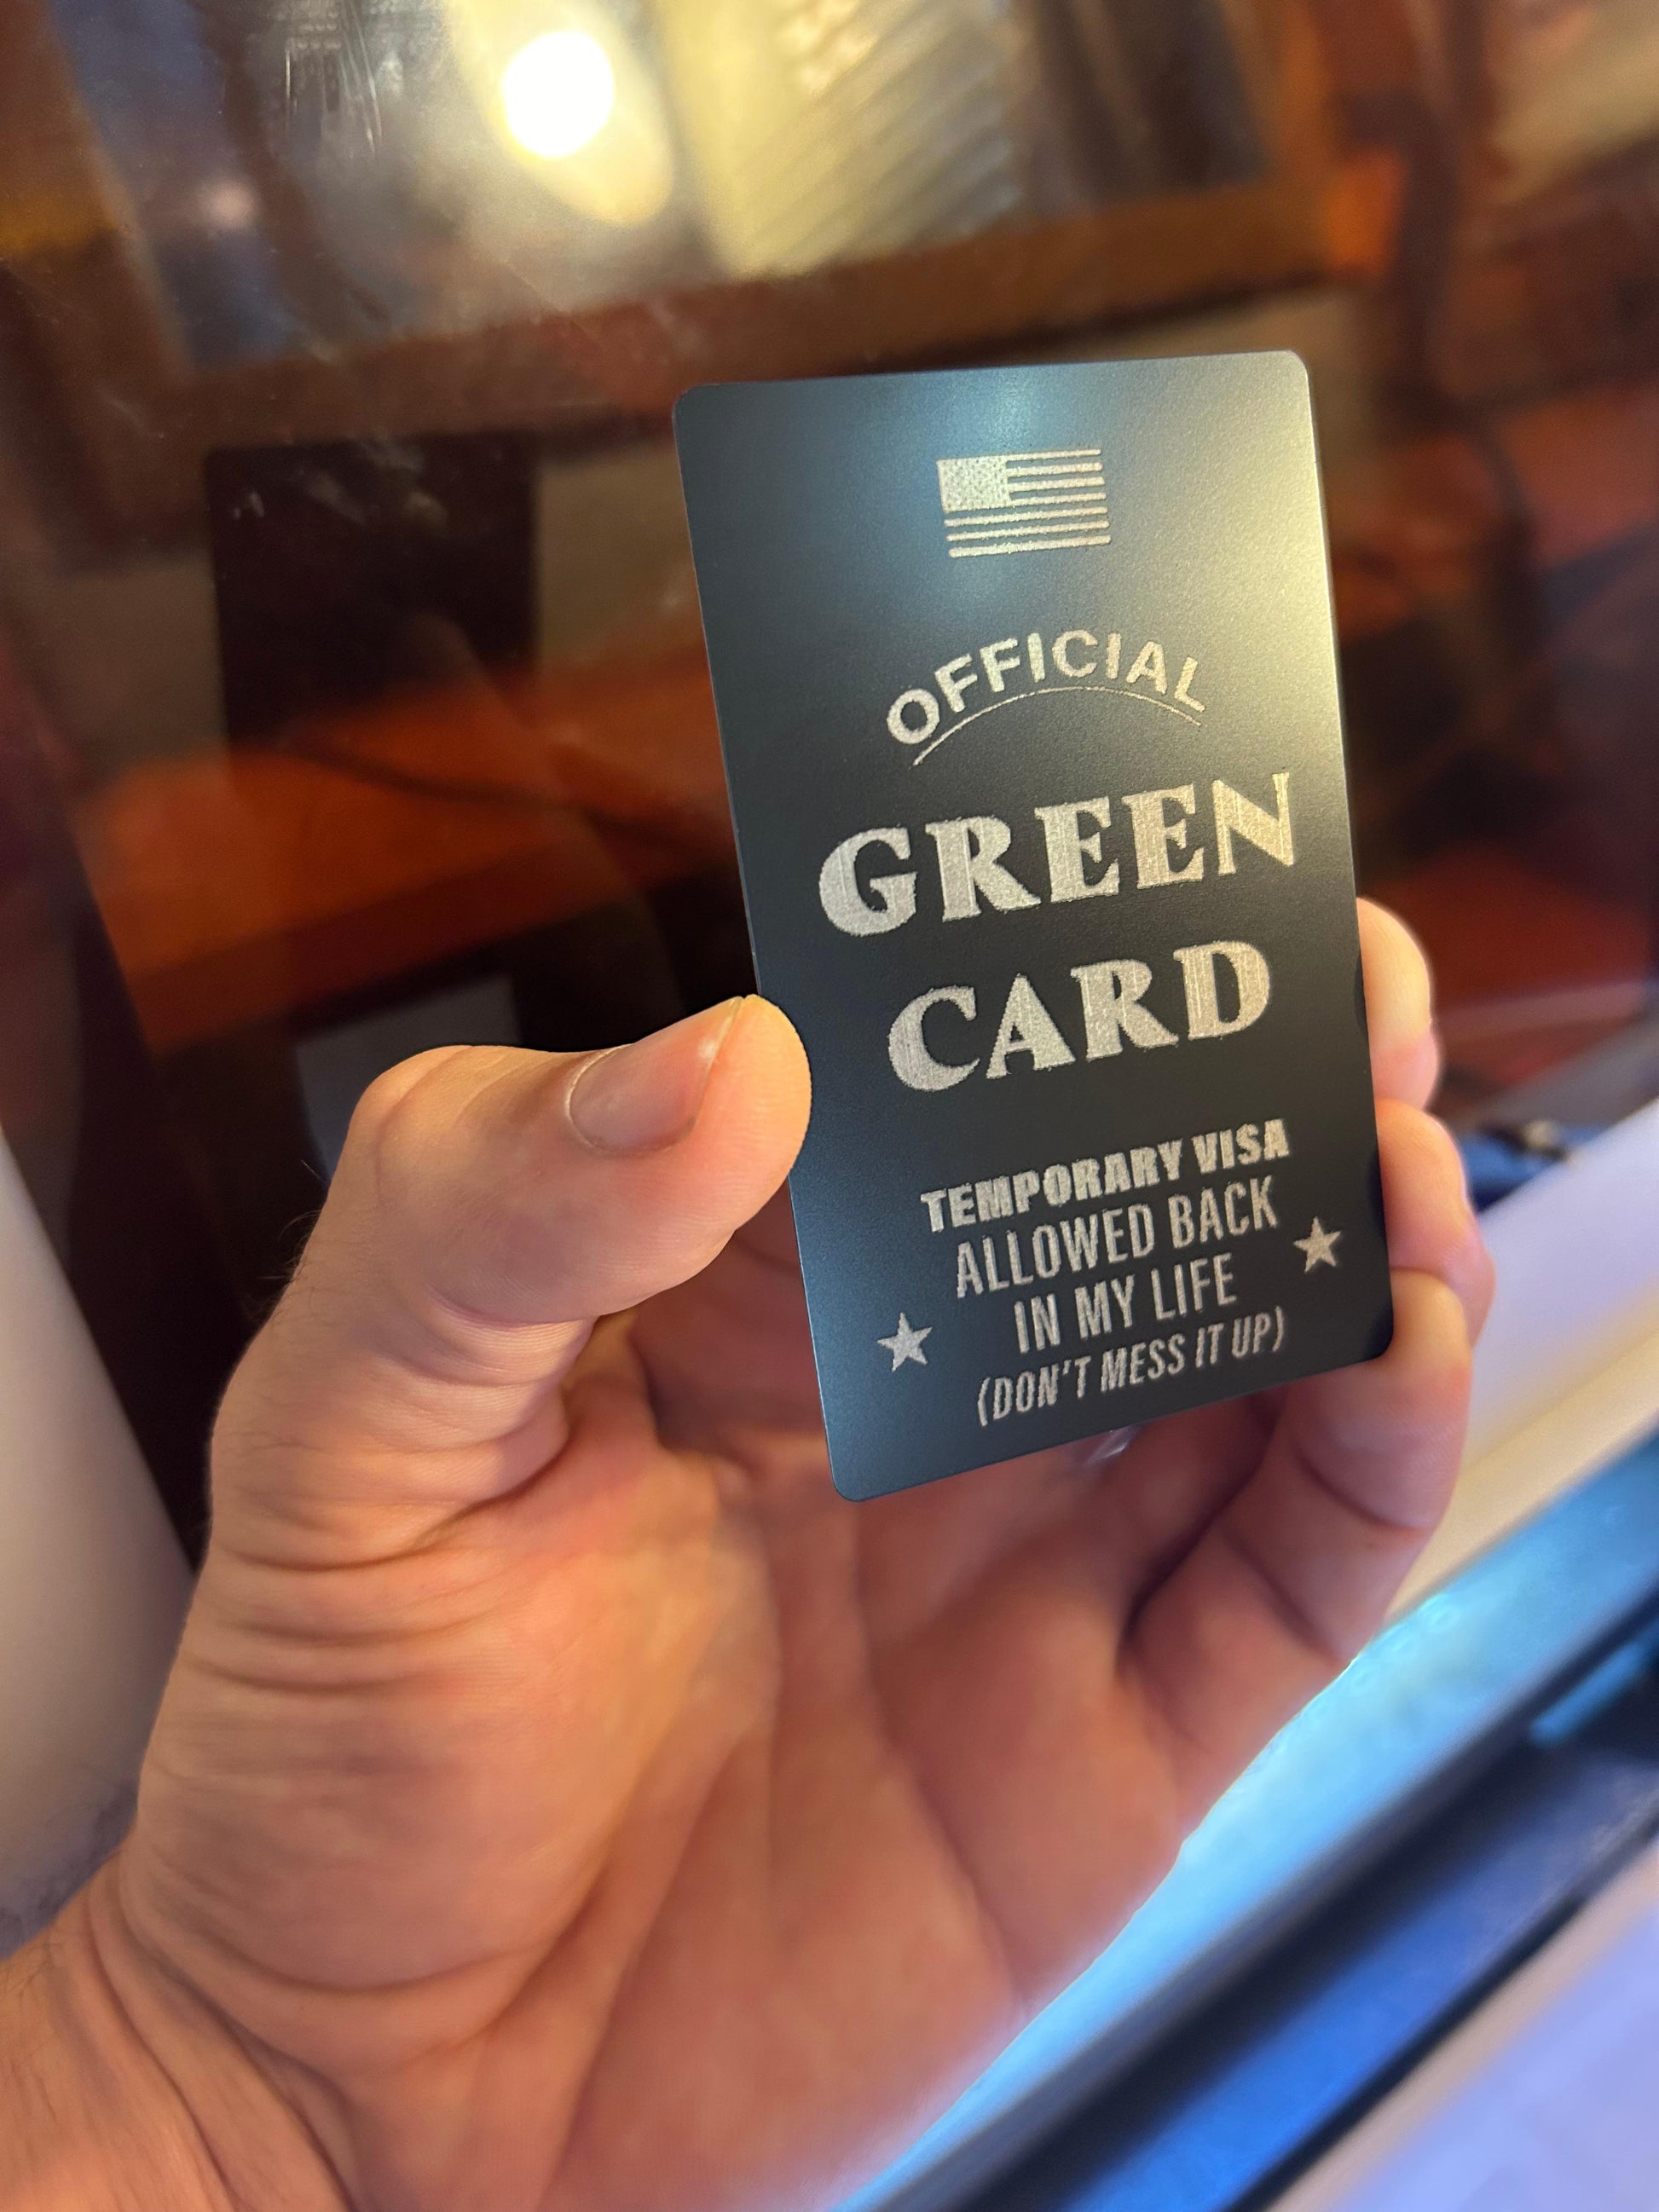 OFFICIAL
GREEN
CARD
TEMPORARY VISA
ALLOWED BACK
IN MY LIFE
(DON'T MESS IT UP)